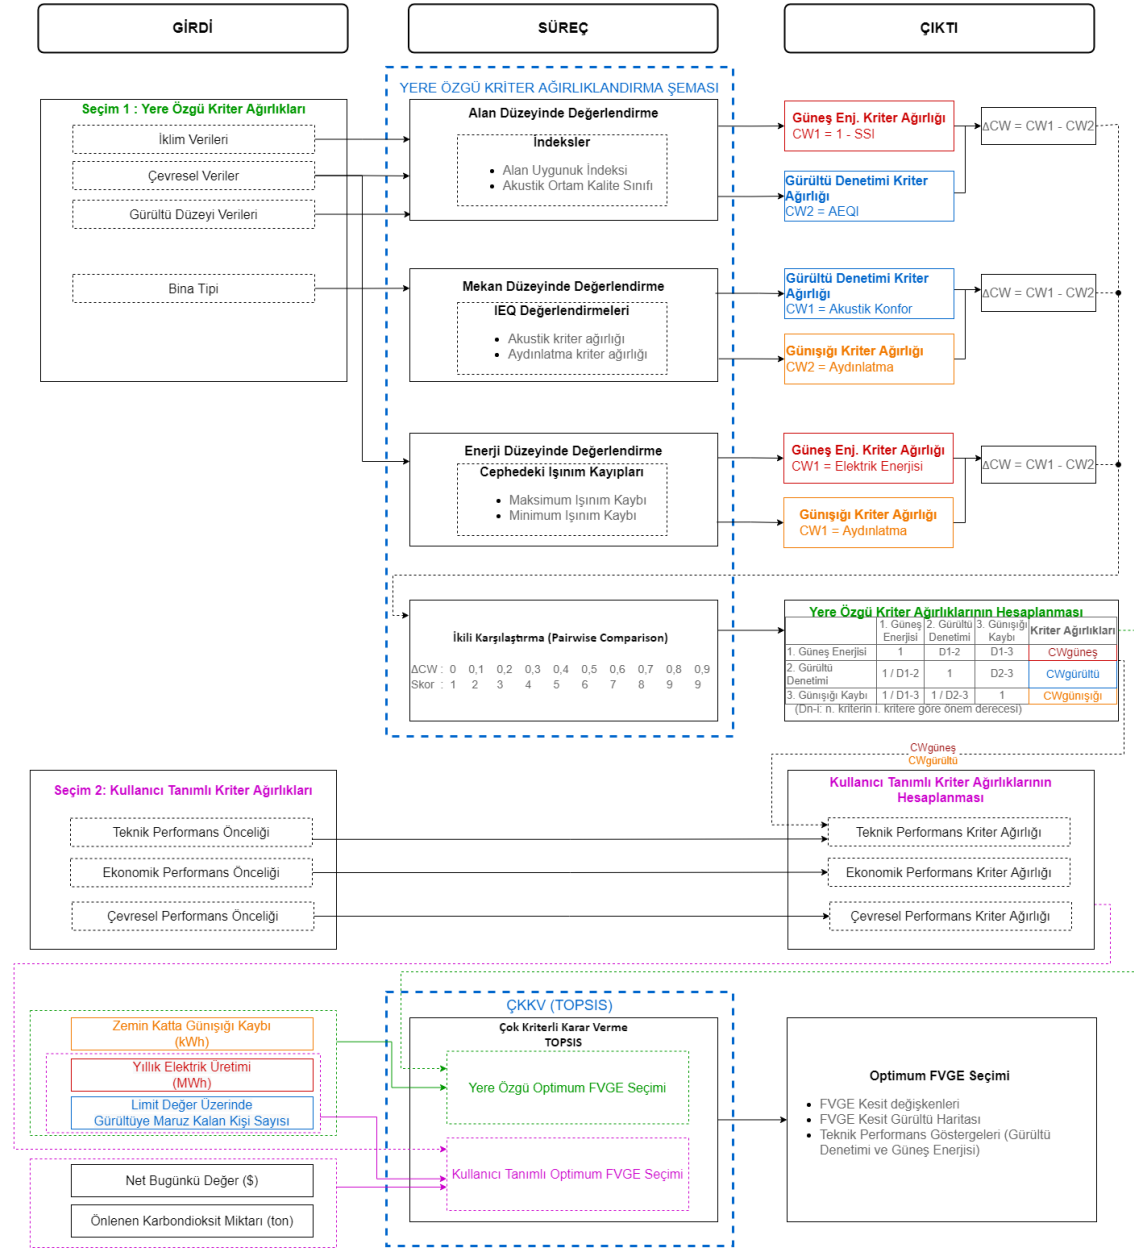 GİRDİ
SÜREÇ
ÇIKTI
YERE ÖZGÜ KRİTER AĞIRLIKLANDIRMA ŞEMASI
Seçim 1 : Yere Özgü Kriter Ağırlıkları
İklim Verileri
Çevresel Veriler
Gürültü Düzeyi Verileri
Bina Tipi
Alan Düzeyinde Değerlendirme
İndeksler
• Alan Uygunuk İndeksi
• Akustik Ortam Kalite Sınıfı
Güneş Enj. Kriter Ağırlığı
CW1 = 1 - SSI
Gürültü Denetimi Kriter
Ağırlığı
CW2 = AEQI
ΔCW = CW1 - CW2
Mekan Düzeyinde Değerlendirme
IEQ Değerlendirmeleri
• Akustik kriter ağırlığı
• Aydınlatma kriter ağırlığı
Gürültü Denetimi Kriter
Ağırlığı
CW1 = Akustik Konfor
Günışığı Kriter Ağırlığı
CW2 = Aydınlatma
ΔCW = CW1 - CW2
Enerji Düzeyinde Değerlendirme
Cephedeki Işınım Kayıpları
• Maksimum Işınım Kaybı
• Minimum Işınım Kaybı
Güneş Enj. Kriter Ağırlığı
CW1 = Elektrik Enerjisi
Günışığı Kriter Ağırlığı
CW1 = Aydınlatma
ΔCW = CW1 - CW2
İkili Karşılaştırma (Pairwise Comparison)
ΔCW : 0 0,1 0,2 0,3 0,4 0,5 0,6 0,7 0,8 0,9
Skor : 1 2 3 4 5 6 7 8 9 9
Yere Özgü Kriter Ağırlıklarının Hesaplanması
1. Güneş Enerjisi 2. Gürültü Denetimi 3. Günışığı Kaybı Kriter Ağırlıkları
1. Güneş Enerjisi 1 D1-2 D1-3 CWgüneş
2. Gürültü Denetimi 1 / D1-2 1 D2-3 CWgürültü
3. Günışığı Kaybı 1 / D1-3 1 / D2-3 1 CWgünışığı
(Dn-i: n. kriterin i. kritere göre önem derecesi)
CWgüneş
CWgürültü
Seçim 2: Kullanıcı Tanımlı Kriter Ağırlıkları
Teknik Performans Önceliği
Ekonomik Performans Önceliği
Çevresel Performans Önceliği
Kullanıcı Tanımlı Kriter Ağırlıklarının
Hesaplanması
Teknik Performans Kriter Ağırlığı
Ekonomik Performans Kriter Ağırlığı
Çevresel Performans Kriter Ağırlığı
ÇKKV (TOPSIS)
Zemin Katta Günışığı Kaybı
(kWh)
Yıllık Elektrik Üretimi
(MWh)
Limit Değer Üzerinde
Gürültüye Maruz Kalan Kişi Sayısı
Net Bugünkü Değer ($)
Önlenen Karbondioksit Miktarı (ton)
Çok Kriterli Karar Verme
TOPSIS
Yere Özgü Optimum FVGE Seçimi
Kullanıcı Tanımlı Optimum FVGE Seçimi
Optimum FVGE Seçimi
• FVGE Kesit değişkenleri
• FVGE Kesit Gürültü Haritası
• Teknik Performans Göstergeleri (Gürültü
Denetimi ve Güneş Enerjisi)